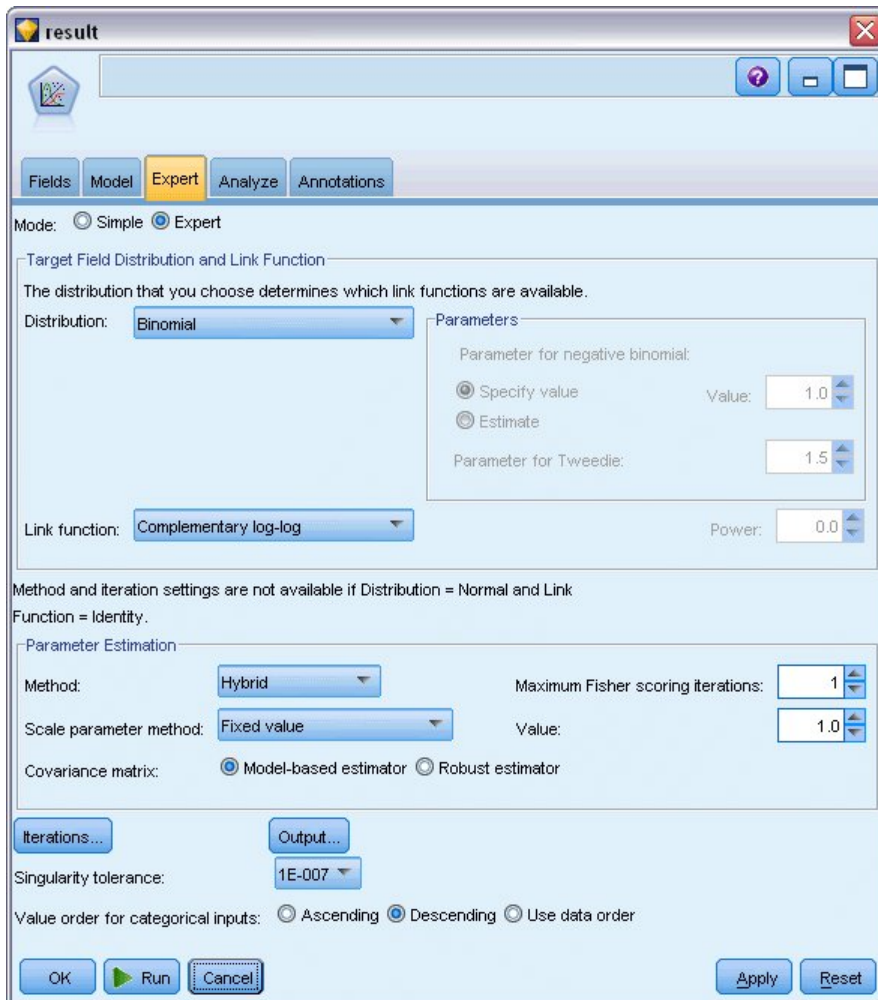 result
Fields Model Expert Analyze Annotations
Mode: Simple Expert
Target Field Distribution and Link Function
The distribution that you choose determines which link functions are available.
Distribution: Binomial
Parameters
Parameter for negative binomial:
Specify value Value: 1.0
Estimate
Parameter for Tweedie: 1.5
Link function: Complementary log-log Power: 0.0
Method and iteration settings are not available if Distribution = Normal and Link
Function = Identity.
Parameter Estimation
Method: Hybrid Maximum Fisher scoring iterations: 1
Scale parameter method: Fixed value Value: 1.0
Covariance matrix: Model-based estimator Robust estimator
Iterations... Output...
Singularity tolerance: 1E-007
Value order for categorical inputs: Ascending Descending Use data order
OK Run Cancel Apply Reset